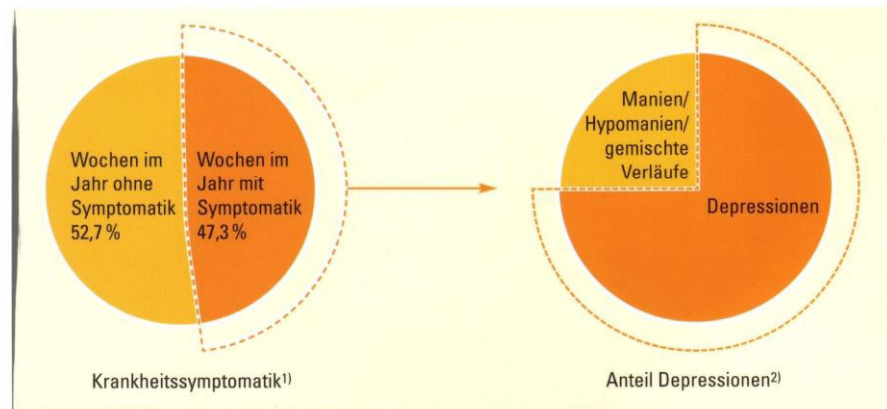 Wochen im
Jahr ohne
Symptomatik
52,7 %
Wochen im
Jahr mit
Symptomatik
47,3 %
Krankheitssymptomatik¹⁾
Manien/
Hypomanien/
gemischte
Verläufe
Depressionen
Anteil Depressionen²⁾